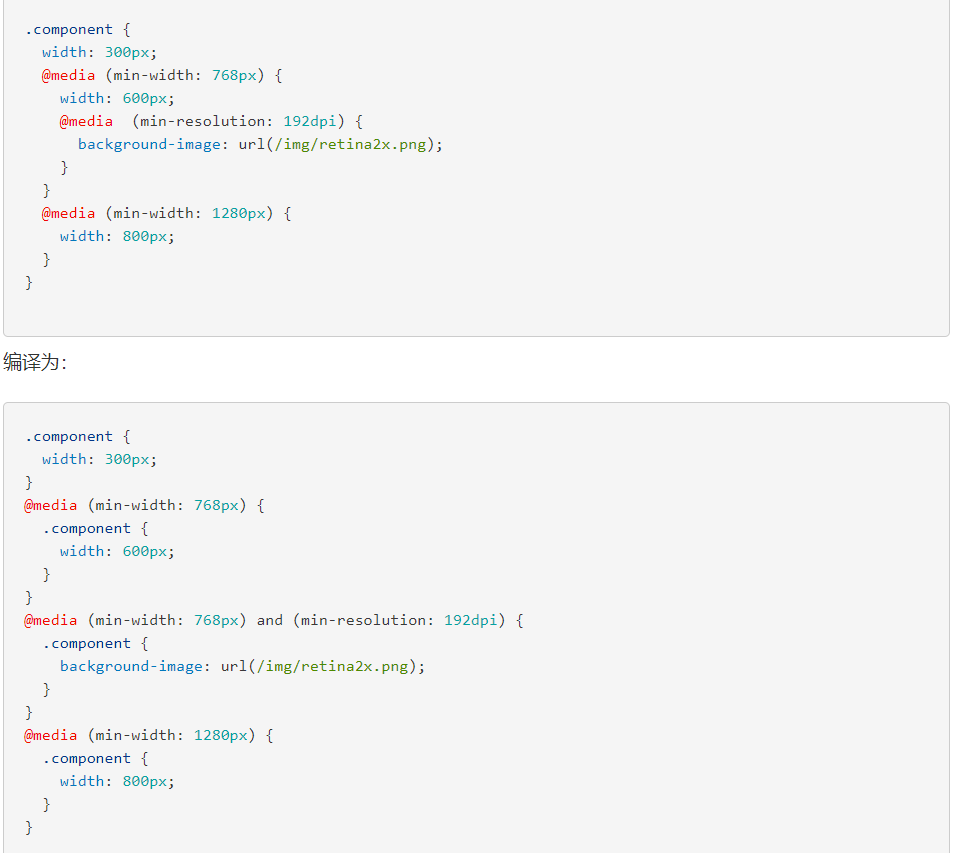 .component {
  width: 300px;
  @media (min-width: 768px) {
    width: 600px;
    @media  (min-resolution: 192dpi) {
      background-image: url(/img/retina2x.png);
    }
  }
  @media (min-width: 1280px) {
    width: 800px;
  }
}
编译为：
.component {
  width: 300px;
}
@media (min-width: 768px) {
  .component {
    width: 600px;
  }
}
@media (min-width: 768px) and (min-resolution: 192dpi) {
  .component {
    background-image: url(/img/retina2x.png);
  }
}
@media (min-width: 1280px) {
  .component {
    width: 800px;
  }
}